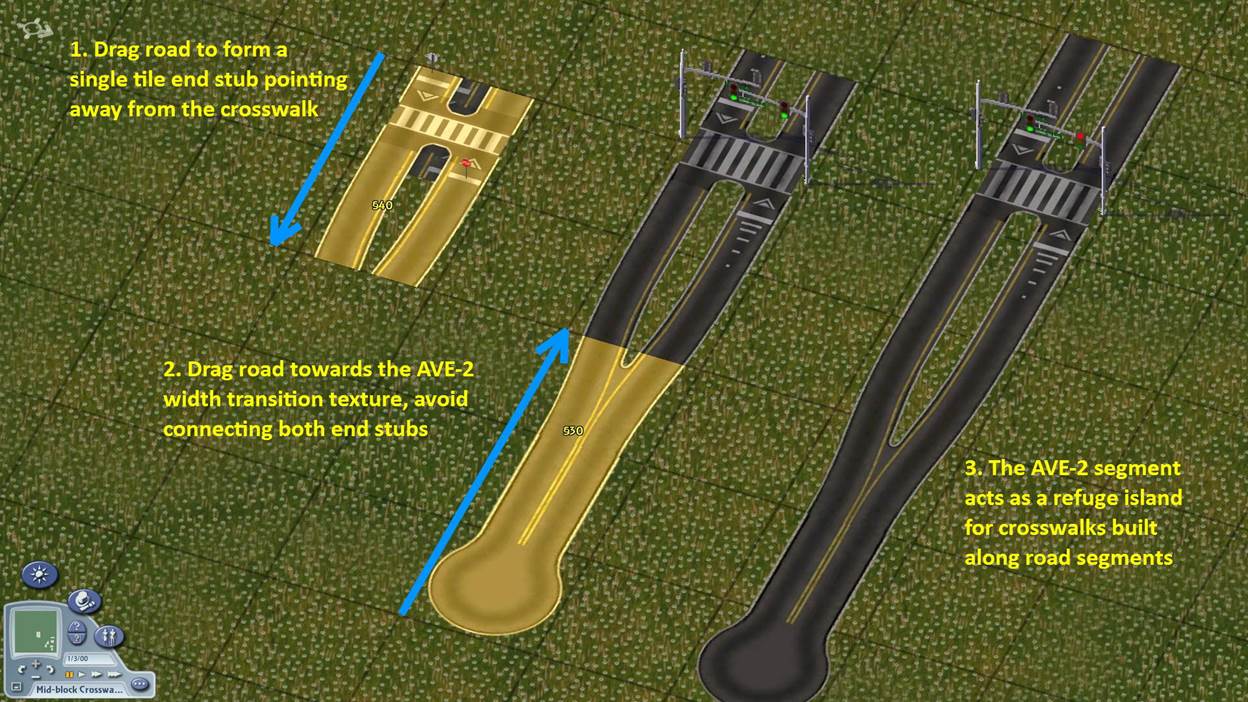 1. Drag road to form a
single tile end stub pointing
away from the crosswalk
§40
2. Drag road towards the AVE-2
width transition texture, avoid
connecting both end stubs
§30
3. The AVE-2 segment
acts as a refuge island
for crosswalks built
along road segments
1/3/00
Mid-block Crosswa...